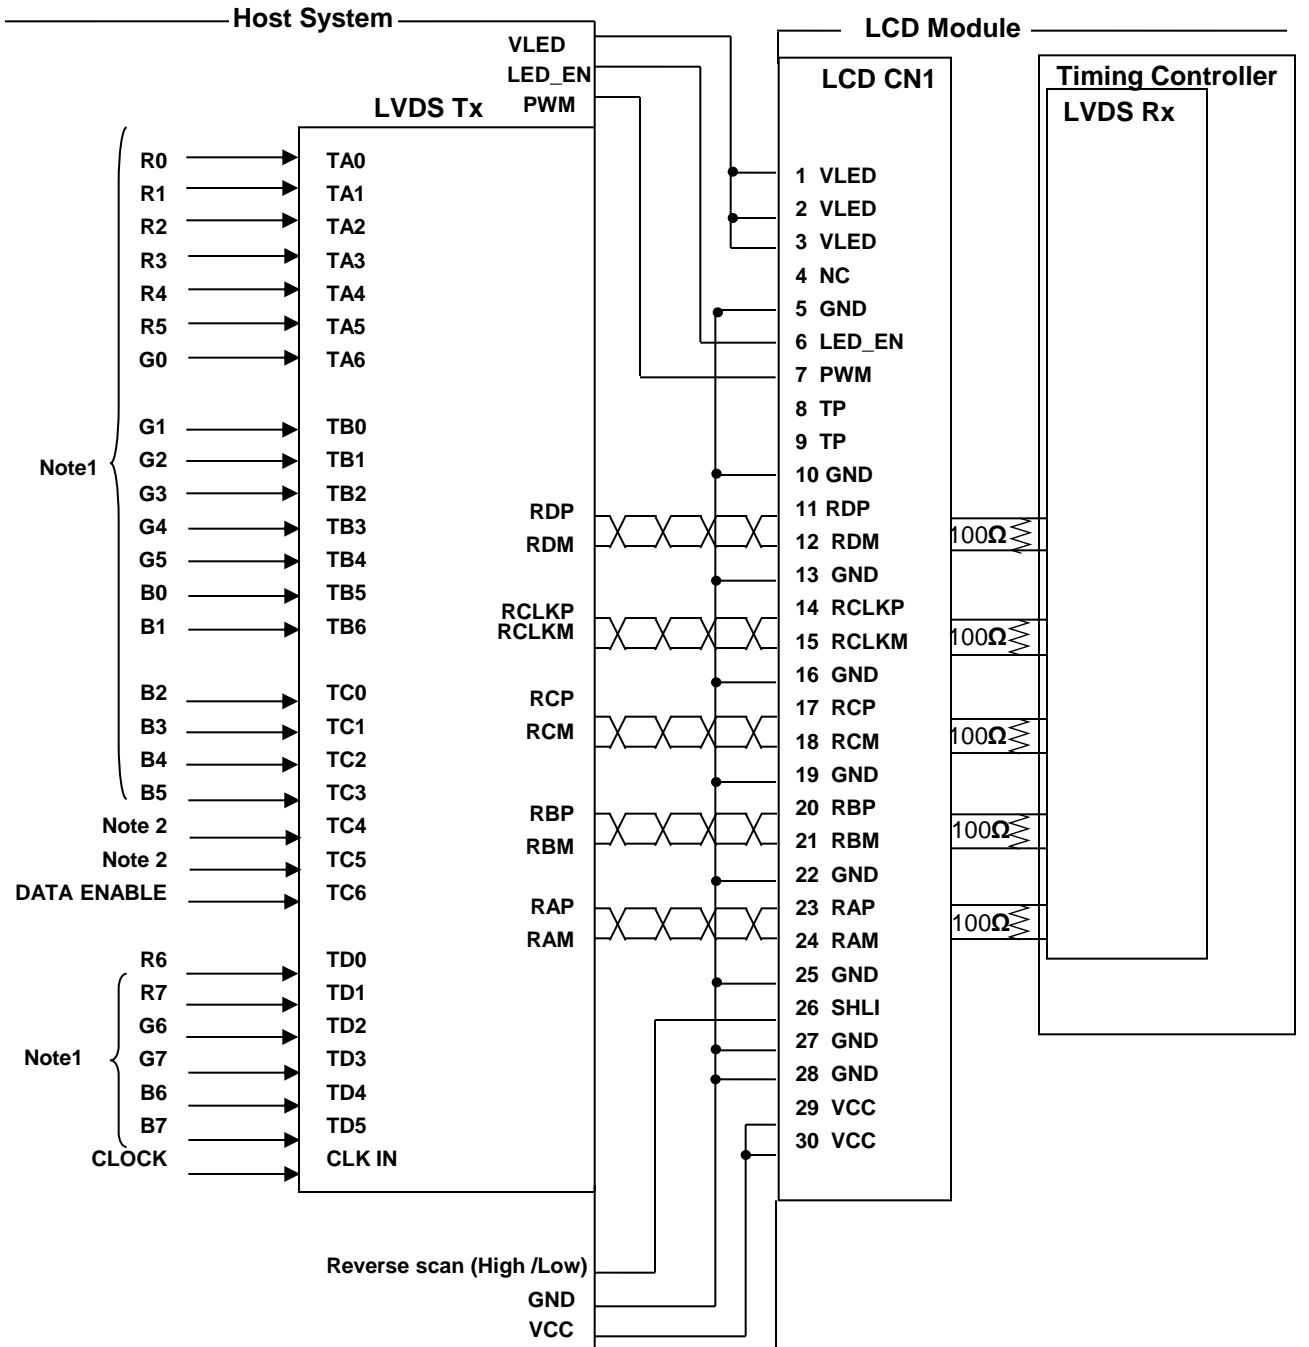 Host System
LCD Module
VLED
LED_EN
PWM
LVDS Tx
LCD CN1
Timing Controller
LVDS Rx
Note1
R0 TA0
R1 TA1
R2 TA2
R3 TA3
R4 TA4
R5 TA5
G0 TA6
G1 TB0
G2 TB1
G3 TB2
G4 TB3
G5 TB4
B0 TB5
B1 TB6
B2 TC0
B3 TC1
B4 TC2
B5 TC3
Note 2 TC4
Note 2 TC5
DATA ENABLE TC6
Note1
R6 TD0
R7 TD1
G6 TD2
G7 TD3
B6 TD4
B7 TD5
CLOCK CLK IN
RDP
RDM
RCLKP
RCLKM
RCP
RCM
RBP
RBM
RAP
RAM
Reverse scan (High /Low)
GND
VCC
1 VLED
2 VLED
3 VLED
4 NC
5 GND
6 LED_EN
7 PWM
8 TP
9 TP
10 GND
11 RDP
12 RDM
13 GND
14 RCLKP
15 RCLKM
16 GND
17 RCP
18 RCM
19 GND
20 RBP
21 RBM
22 GND
23 RAP
24 RAM
25 GND
26 SHLI
27 GND
28 GND
29 VCC
30 VCC
100Ω
100Ω
100Ω
100Ω
100Ω